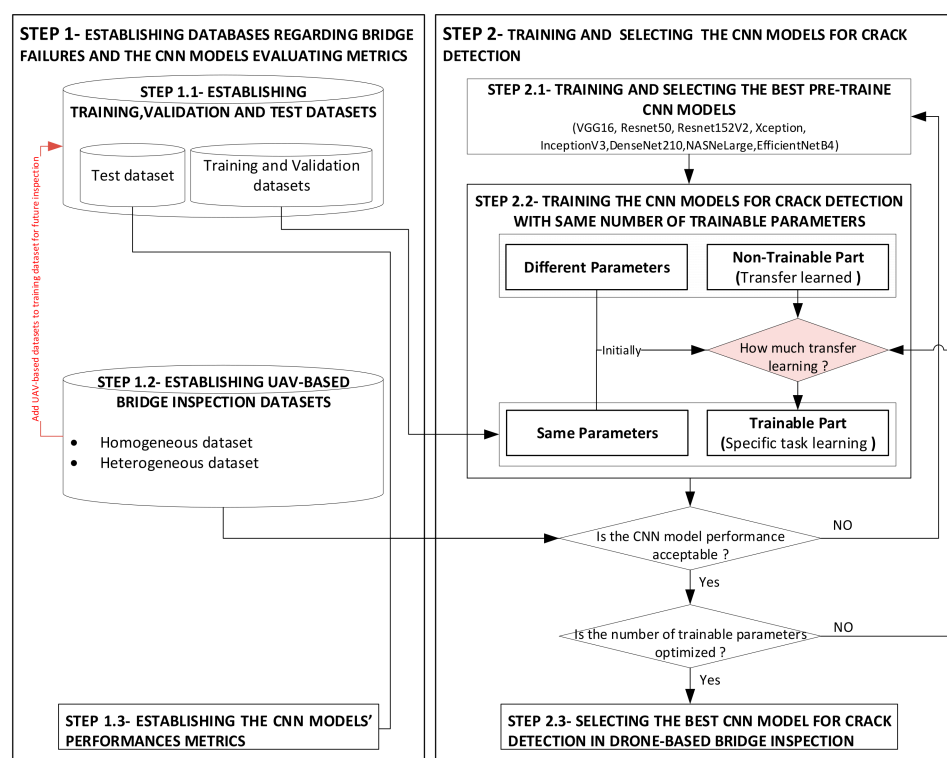 STEP 1- ESTABLISHING DATABASES REGARDING BRIDGE
FAILURES AND THE CNN MODELS EVALUATING METRICS
STEP 1.1- ESTABLISHING
TRAINING,VALIDATION AND TEST DATASETS
Test dataset
Training and Validation
datasets
Add UAV-based datasets to training dataset for future inspection
STEP 1.2- ESTABLISHING UAV-BASED
BRIDGE INSPECTION DATASETS
• Homogeneous dataset
• Heterogeneous dataset
STEP 1.3- ESTABLISHING THE CNN MODELS’
PERFORMANCES METRICS
STEP 2- TRAINING AND SELECTING THE CNN MODELS FOR CRACK
DETECTION
STEP 2.1- TRAINING AND SELECTING THE BEST PRE-TRAINE
CNN MODELS
(VGG16, Resnet50, Resnet152V2, Xception,
InceptionV3,DenseNet210,NASNeLarge,EfficientNetB4)
STEP 2.2- TRAINING THE CNN MODELS FOR CRACK DETECTION
WITH SAME NUMBER OF TRAINABLE PARAMETERS
Different Parameters
Non-Trainable Part
(Transfer learned )
Initially
How much transfer
learning ?
Same Parameters
Trainable Part
(Specific task learning )
Is the CNN model performance
acceptable ?
NO
Yes
Is the number of trainable parameters
optimized ?
NO
Yes
STEP 2.3- SELECTING THE BEST CNN MODEL FOR CRACK
DETECTION IN DRONE-BASED BRIDGE INSPECTION